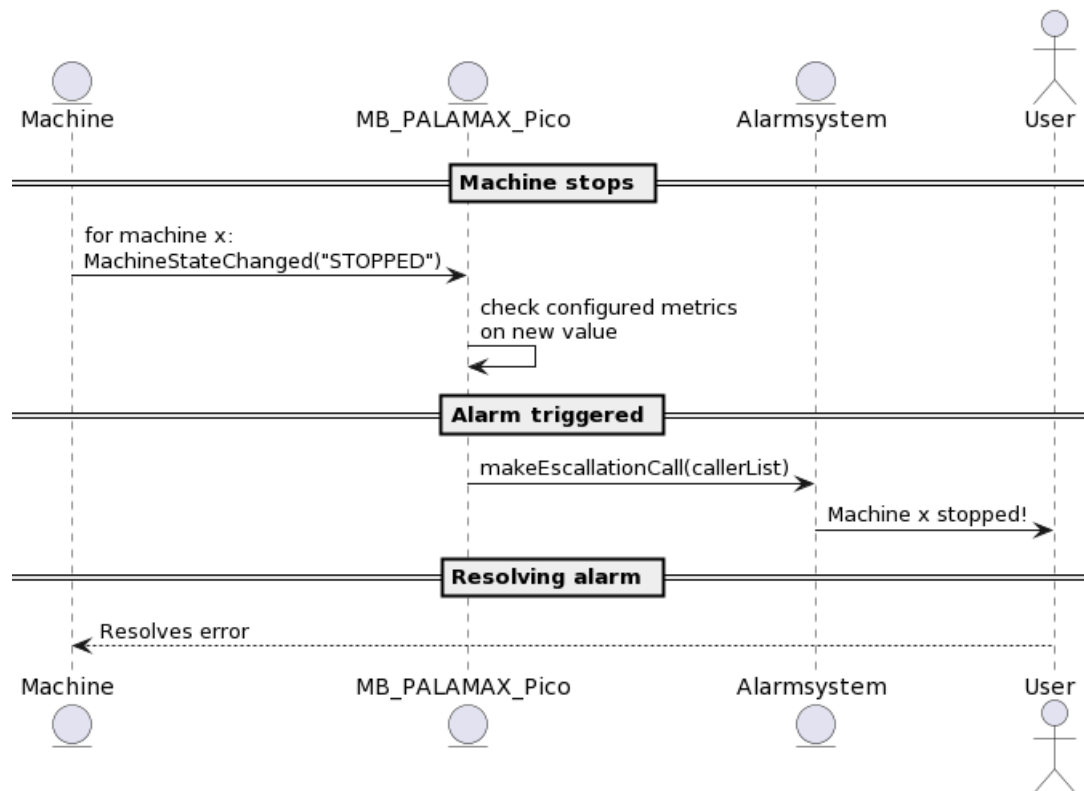 Machine
MB_PALAMAX_Pico
Alarmsystem
User
Machine stops
for machine x:
MachineStateChanged("STOPPED")
check configured metrics
on new value
Alarm triggered
makeEscallationCall(callerList)
Machine x stopped!
Resolving alarm
Resolves error
Machine
MB_PALAMAX_Pico
Alarmsystem
User